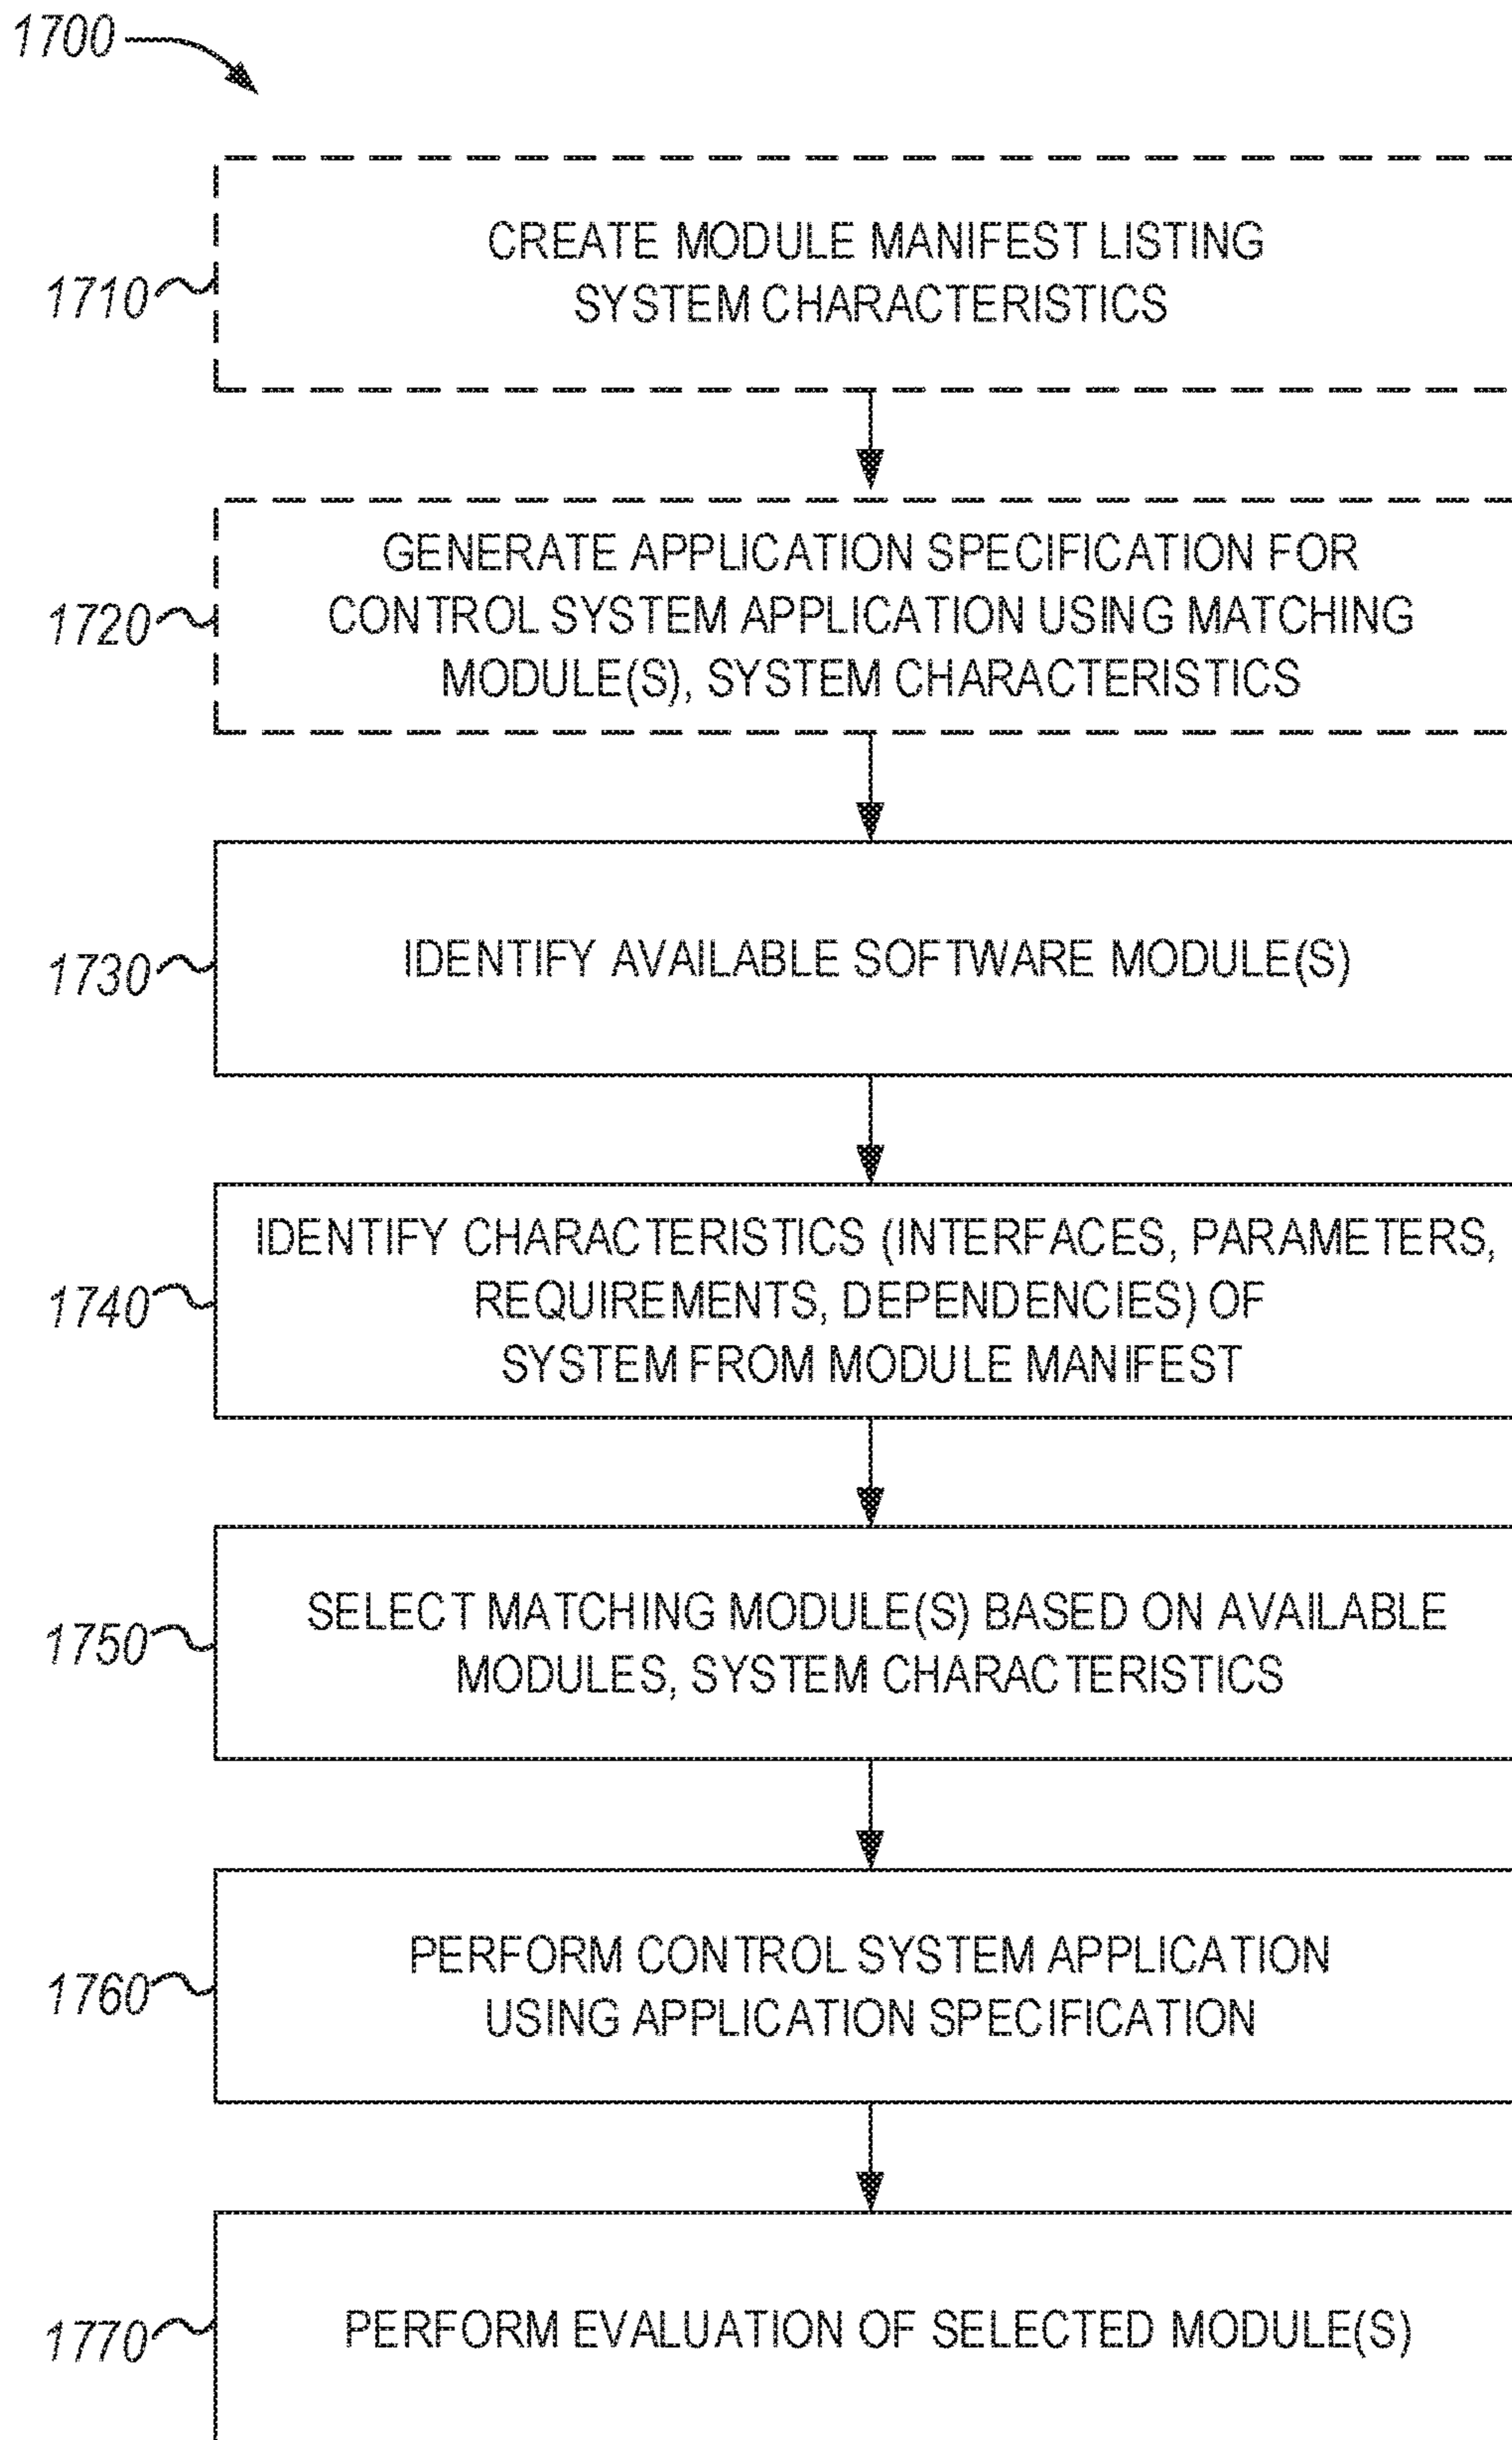 1700
1710
CREATE MODULE MANIFEST LISTING
SYSTEM CHARACTERISTICS
1720
GENERATE APPLICATION SPECIFICATION FOR
CONTROL SYSTEM APPLICATION USING MATCHING
MODULE(S), SYSTEM CHARACTERISTICS
1730
IDENTIFY AVAILABLE SOFTWARE MODULE(S)
1740
IDENTIFY CHARACTERISTICS (INTERFACES, PARAMETERS,
REQUIREMENTS, DEPENDENCIES) OF
SYSTEM FROM MODULE MANIFEST
1750
SELECT MATCHING MODULE(S) BASED ON AVAILABLE
MODULES, SYSTEM CHARACTERISTICS
1760
PERFORM CONTROL SYSTEM APPLICATION
USING APPLICATION SPECIFICATION
1770
PERFORM EVALUATION OF SELECTED MODULE(S)